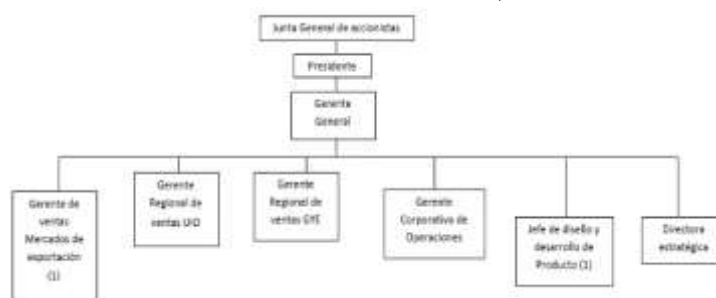 Junta General de accionistas
Presidente
Gerente
General
Gerente de
ventas
Mercados de
exportación
(1)
Gerente
Regional de
ventas UIO
Gerente
Regional de
ventas GYE
Gerente
Corporativo de
Operaciones
Jefe de diseño y
desarrollo de
Producto (1)
Directora
estratégica